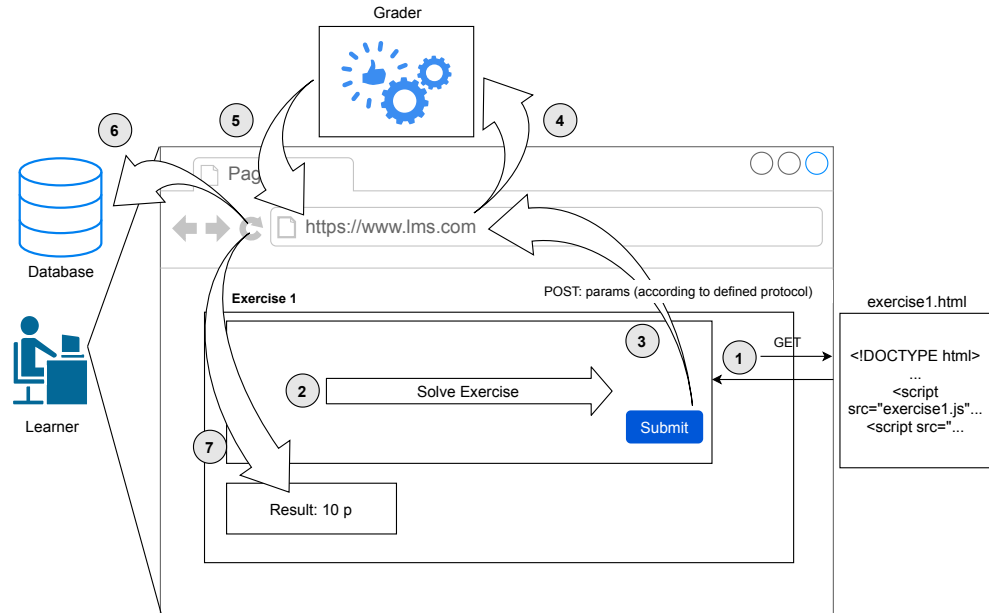 Grader
6
5
4
Pag
https://www.lms.com
Database
Exercise 1
POST: params (according to defined protocol)
exercise1.html
3
1
GET
<!DOCTYPE html>
...
<script
src="exercise1.js"...
<script src="...
2
Solve Exercise
Submit
Learner
7
Result: 10 p